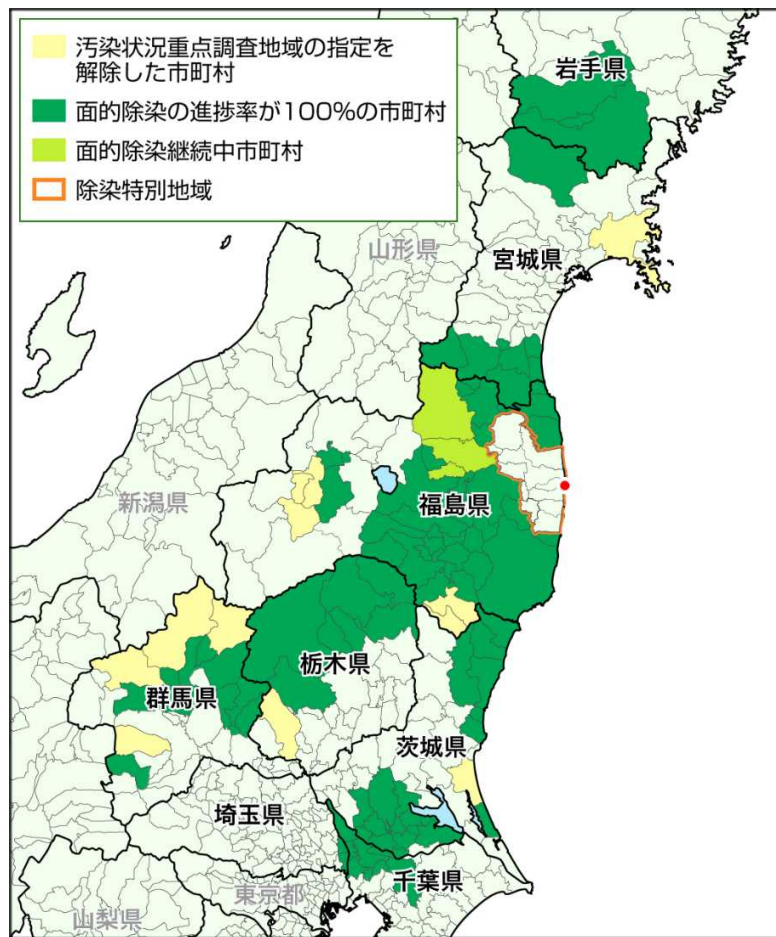 汚染状況重点調査地域の指定を
解除した市町村
面的除染の進捗率が100%の市町村
面的除染継続中市町村
除染特別地域
岩手県
山形県
宮城県
新潟県
福島県
栃木県
群馬県
茨城県
埼玉県
千葉県
東京都
山梨県